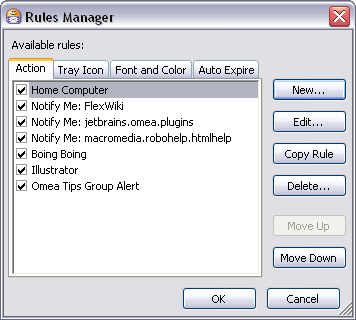 Rules Manager
Available rules:
Action Tray Icon Font and Color Auto Expire
Home Computer
Notify Me: FlexWiki
Notify Me: jetbrains.omea.plugins
Notify Me: macromedia.robohelp.htmlhelp
Boing Boing
Illustrator
Omea Tips Group Alert
New...
Edit...
Copy Rule
Delete...
Move Up
Move Down
OK Cancel